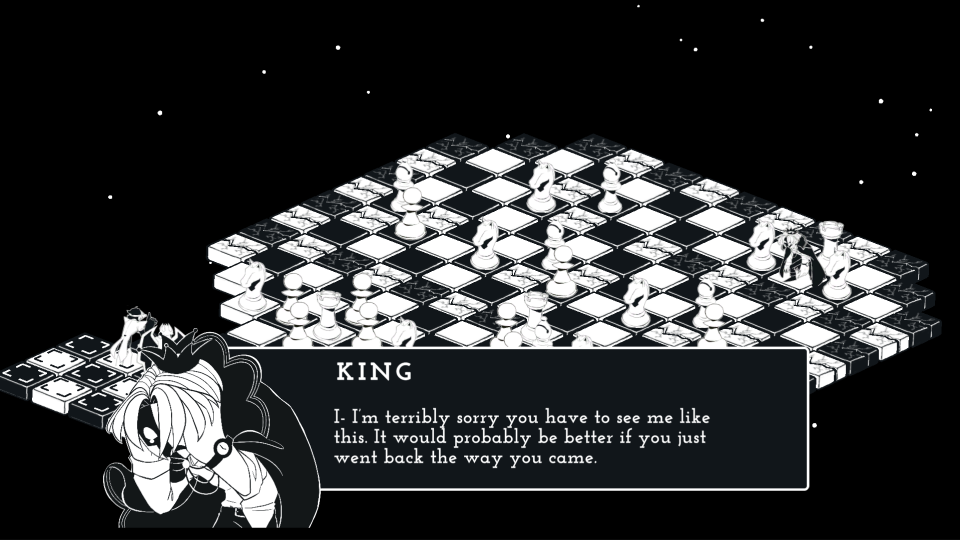 KING
I- I'm terribly sorry you have to see me like
this. It would probably be better if you just
went back the way you came.